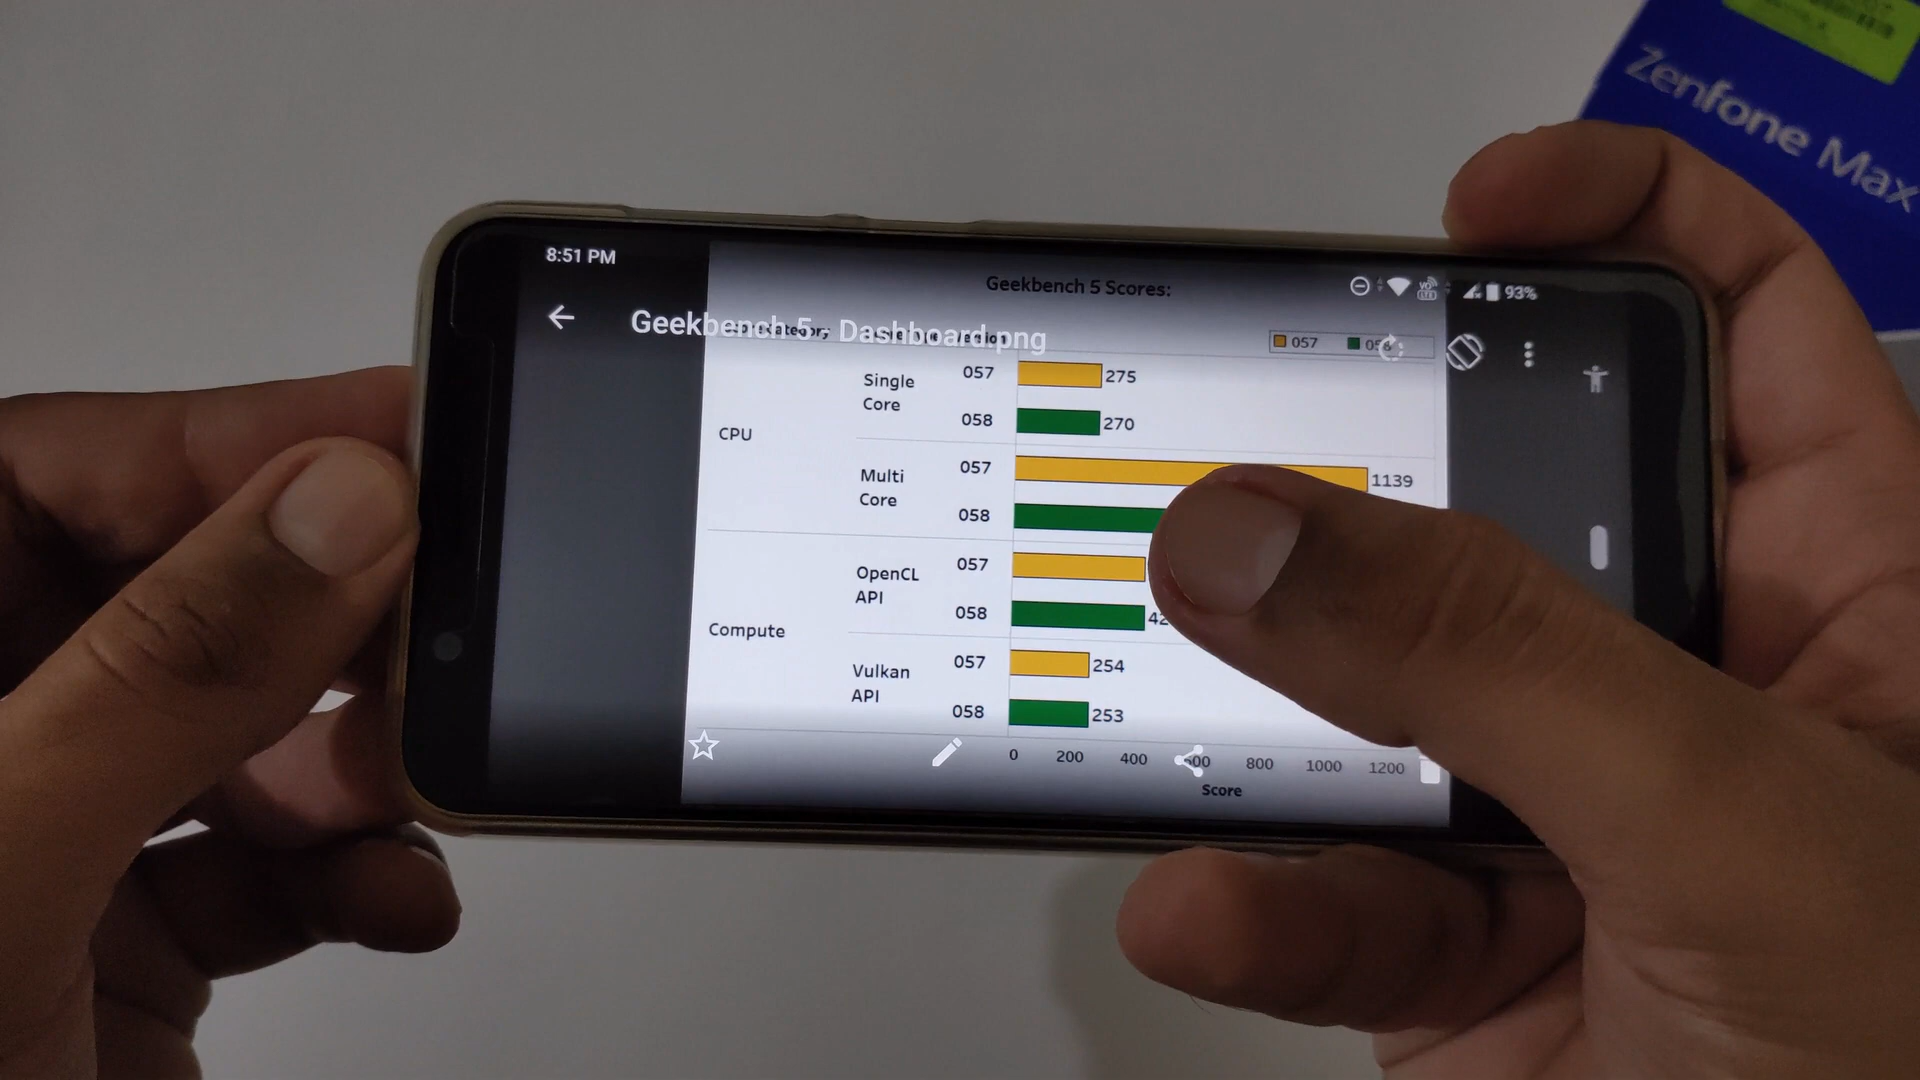 Zenfone Max
8:51 PM
93%
Geekbench 5 Scores:
Geekbench 5 - Dashboard.png
057
CPU
Single
Core
057
275
058
270
Multi
Core
057
1139
058
Compute
OpenCL
API
057
058
Vulkan
API
057
254
058
253
0
200
400
800
1000
1200
Score